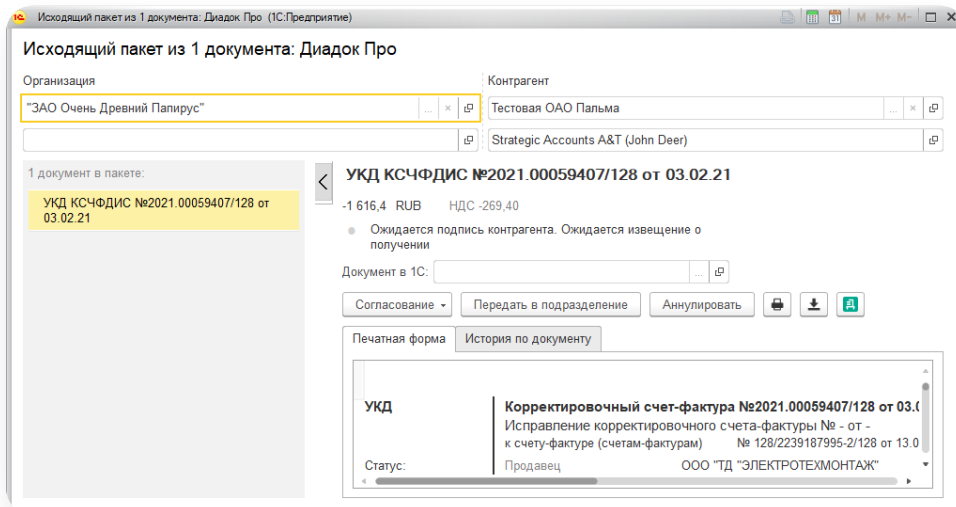 Исходящий пакет из 1 документа: Диадок Про (1С:Предприятие)
M M+ M-
Исходящий пакет из 1 документа: Диадок Про
Организация
Контрагент
"ЗАО Очень Древний Папирус"
Тестовая ОАО Пальма
Strategic Accounts A&T (John Deer)
1 документ в пакете:
УКД КСЧФДИС №2021.00059407/128 от
03.02.21
УКД КСЧФДИС №2021.00059407/128 от 03.02.21
-1 616,4 RUB НДС -269,40
Ожидается подпись контрагента. Ожидается извещение о
получении
Документ в 1С:
Согласование
Передать в подразделение
Аннулировать
Печатная форма
История по документу
УКД
Корректировочный счет-фактура №2021.00059407/128 от 03.0
Исправление корректировочного счета-фактуры № - от -
к счету-фактуре (счетам-фактурам) № 128/2239187995-2/128 от 13.0
Статус:
Продавец ООО "ТД "ЭЛЕКТРОТЕХМОНТАЖ"